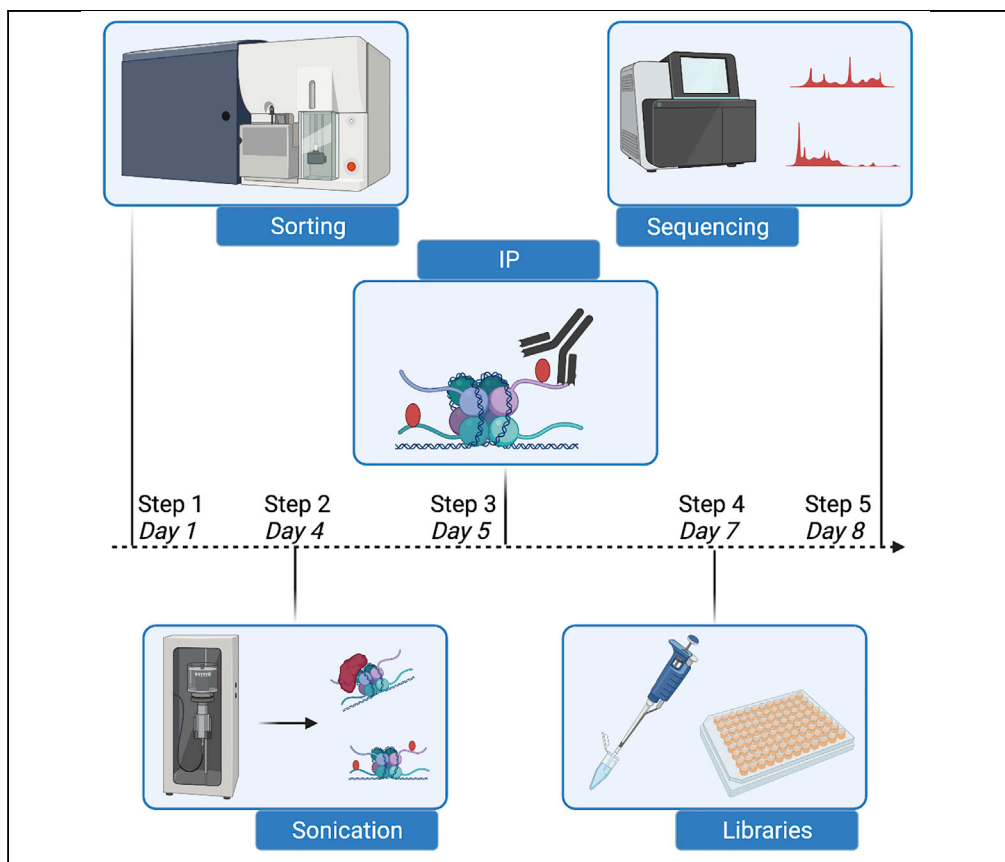 Sorting
Sequencing
IP
Step 1
Day 1
Step 2
Day 4
Step 3
Day 5
Step 4
Day 7
Step 5
Day 8
Sonication
Libraries